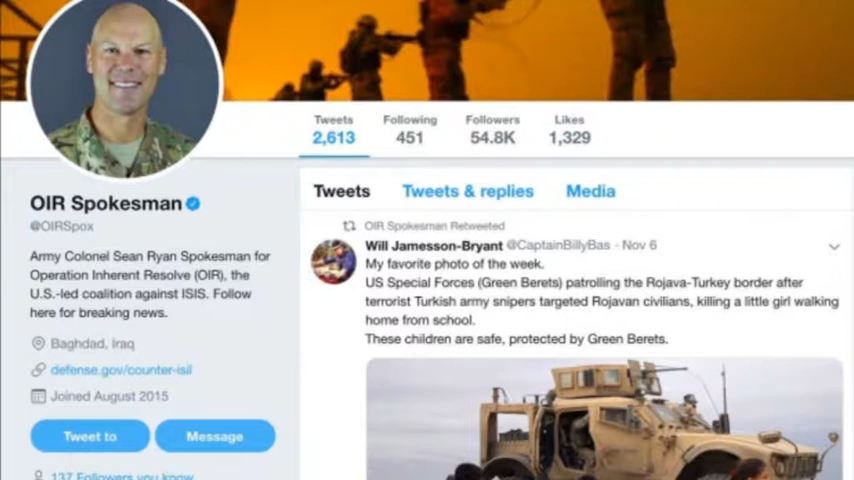 Tweets Following Followers Likes
2,613 451 54.8K 1,329
Tweets Tweets & replies Media
OIR Spokesman
@OIRSpox
Army Colonel Sean Ryan Spokesman for
Operation Inherent Resolve (OIR), the
U.S.-led coalition against ISIS. Follow
here for breaking news.
Baghdad, Iraq
defense.gov/counter-isil
Joined August 2015
Tweet to Message
137 Followers you know
OIR Spokesman Retweeted
Will Jamesson-Bryant @CaptainBillyBas · Nov 6
My favorite photo of the week.
US Special Forces (Green Berets) patrolling the Rojava-Turkey border after
terrorist Turkish army snipers targeted Rojavan civilians, killing a little girl walking
home from school.
These children are safe, protected by Green Berets.